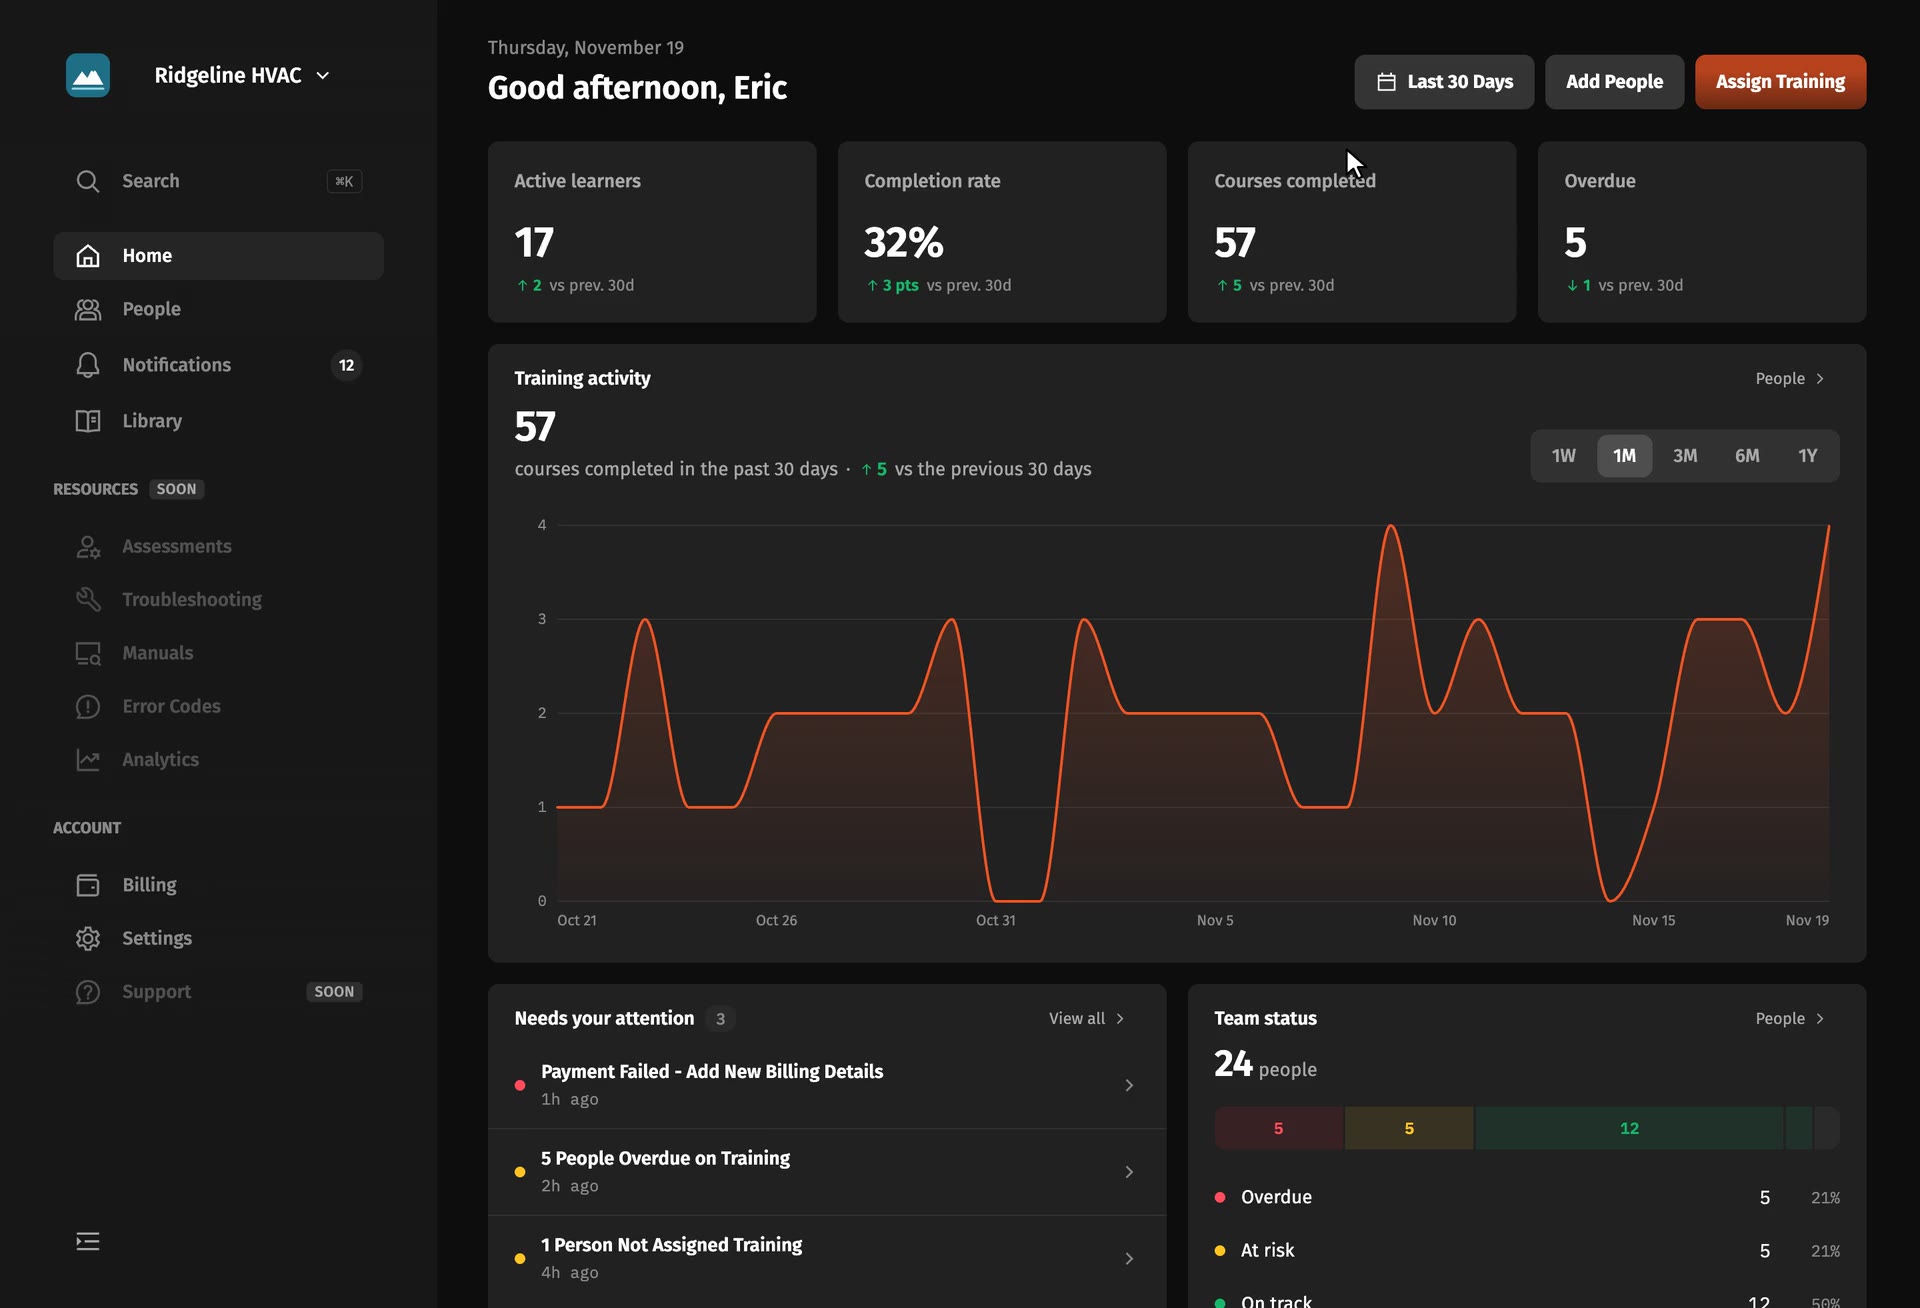 Ridgeline HVAC
Search ⌘K
Home
People
Notifications 12
Library
RESOURCES SOON
Assessments
Troubleshooting
Manuals
Error Codes
Analytics
ACCOUNT
Billing
Settings
Support SOON
Thursday, November 19
Good afternoon, Eric
Last 30 Days
Add People
Assign Training
Active learners
17
↑ 2 vs prev. 30d
Completion rate
32%
↑ 3 pts vs prev. 30d
Courses completed
57
↑ 5 vs prev. 30d
Overdue
5
↓ 1 vs prev. 30d
Training activity
People
57
courses completed in the past 30 days · ↑ 5 vs the previous 30 days
1W 1M 3M 6M 1Y
4
3
2
1
0
Oct 21 Oct 26 Oct 31 Nov 5 Nov 10 Nov 15 Nov 19
Needs your attention 3
View all
Payment Failed - Add New Billing Details
1h ago
5 People Overdue on Training
2h ago
1 Person Not Assigned Training
4h ago
Team status
People
24 people
5 5 12
Overdue 5 21%
At risk 5 21%
On track 12 50%